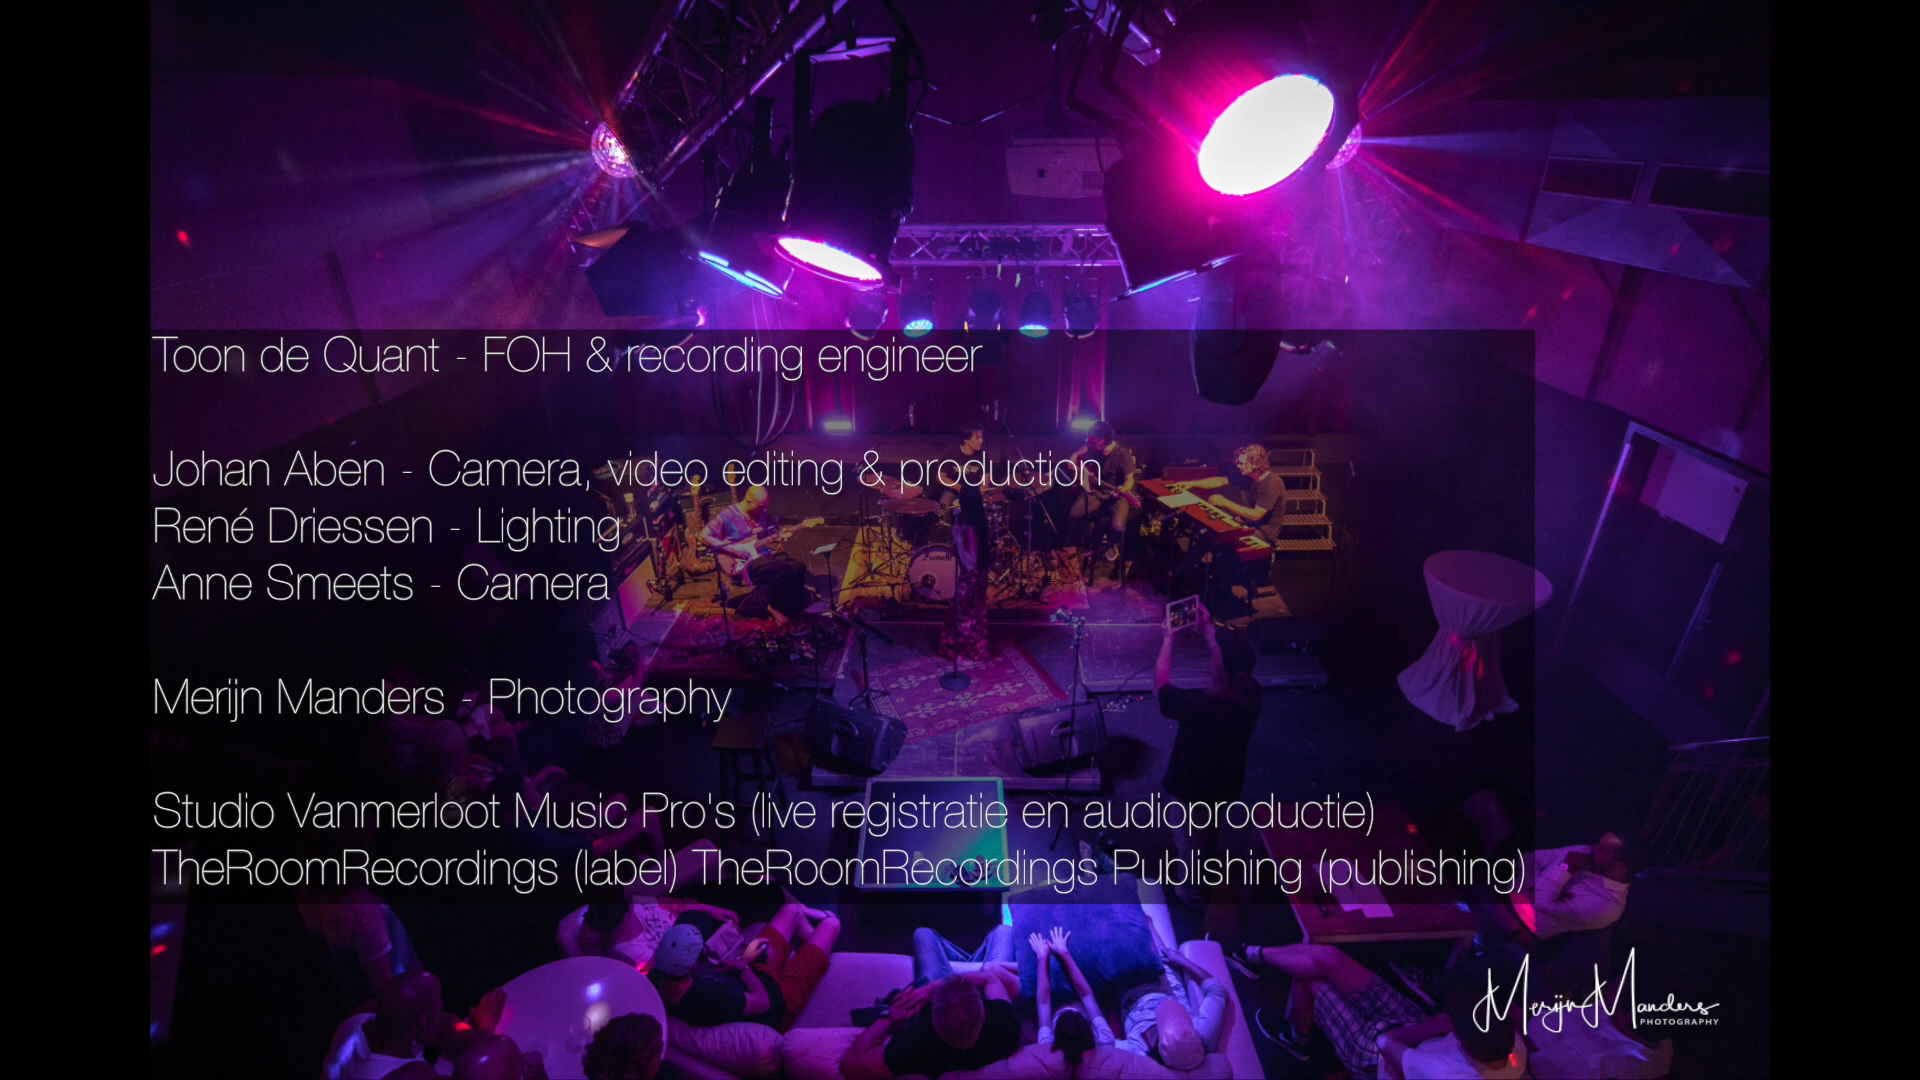 Toon de Quant - FOH & recording engineer
Johan Aben - Camera, video editing & production
René Driessen - Lighting
Anne Smeets - Camera
Merijn Manders - Photography
Studio Vanmerloot Music Pro's (live registratie en audioproductie)
TheRoomRecordings (label) TheRoomRecordings Publishing (publishing)
Merijn Manders
PHOTOGRAPHY